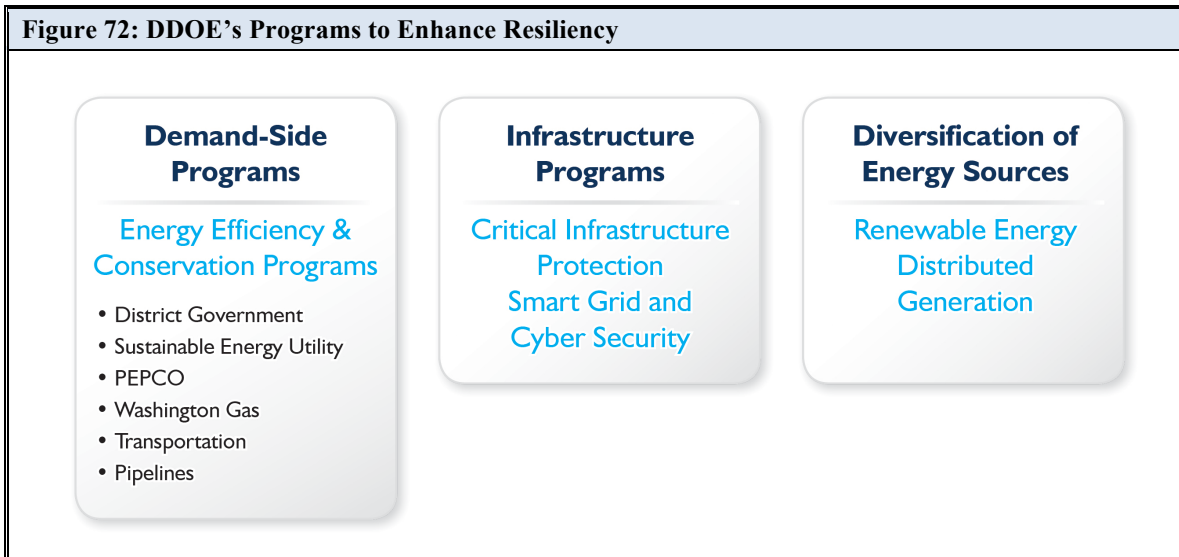 Figure 72: DDOE’s Programs to Enhance Resiliency
Demand-Side
Programs
Energy Efficiency &
Conservation Programs
• District Government
• Sustainable Energy Utility
• PEPCO
• Washington Gas
• Transportation
• Pipelines
Infrastructure
Programs
Critical Infrastructure
Protection
Smart Grid and
Cyber Security
Diversification of
Energy Sources
Renewable Energy
Distributed
Generation